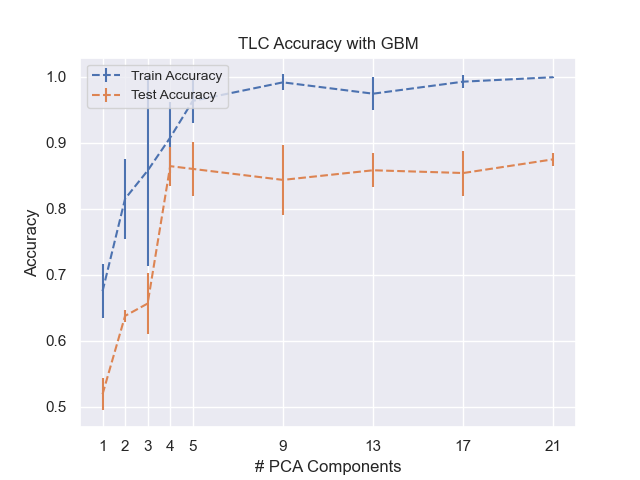 TLC Accuracy with GBM
Train Accuracy
Test Accuracy
1.0
0.9
0.8
0.7
0.6
0.5
Accuracy
1 2 3 4 5 9 13 17 21
# PCA Components